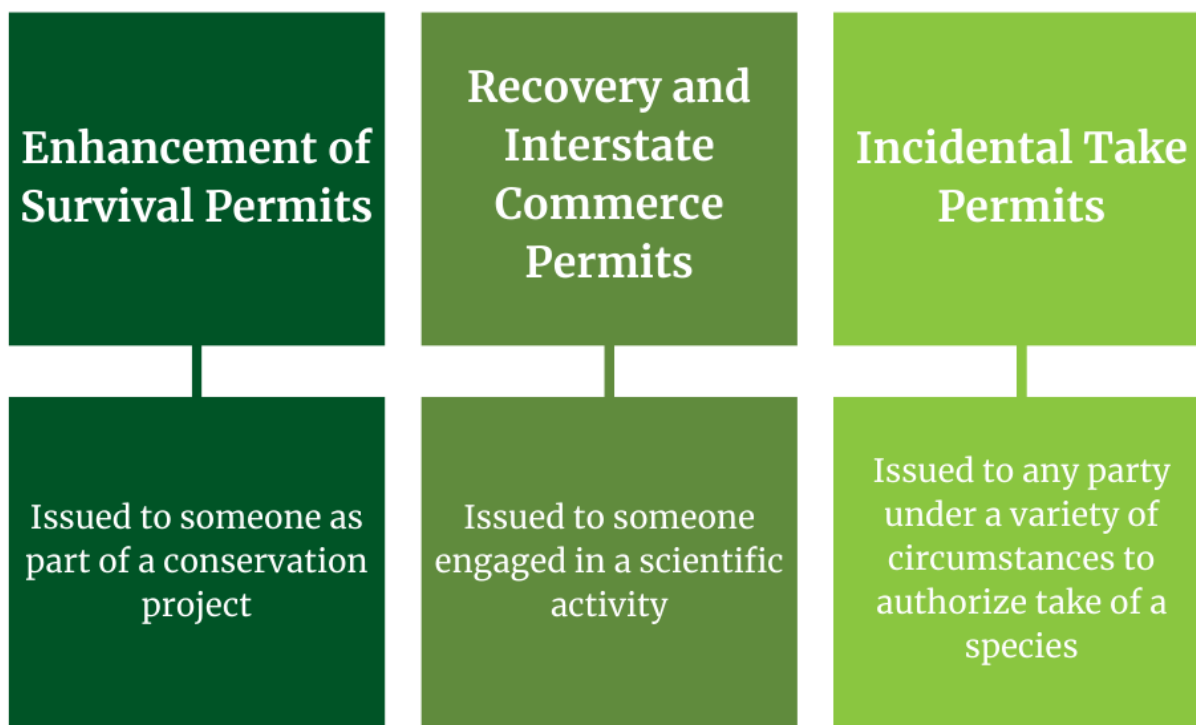 Enhancement of
Survival Permits
Issued to someone as
part of a conservation
project
Recovery and
Interstate
Commerce
Permits
Issued to someone
engaged in a scientific
activity
Incidental Take
Permits
Issued to any party
under a variety of
circumstances to
authorize take of a
species